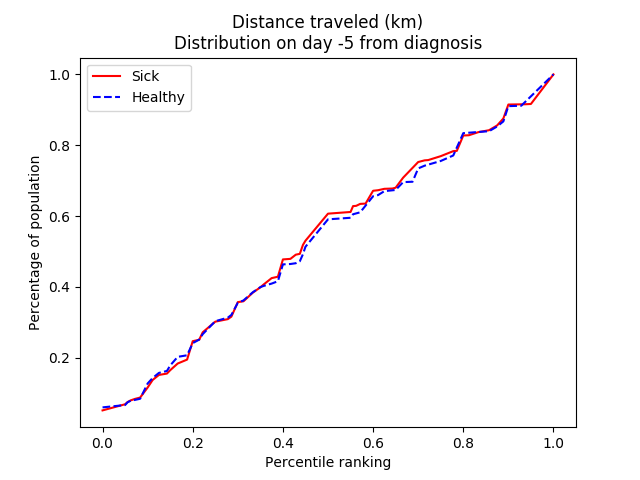 Distance traveled (km)
Distribution on day -5 from diagnosis
Sick
Healthy
Percentage of population
1.0
0.8
0.6
0.4
0.2
0.0 0.2 0.4 0.6 0.8 1.0
Percentile ranking